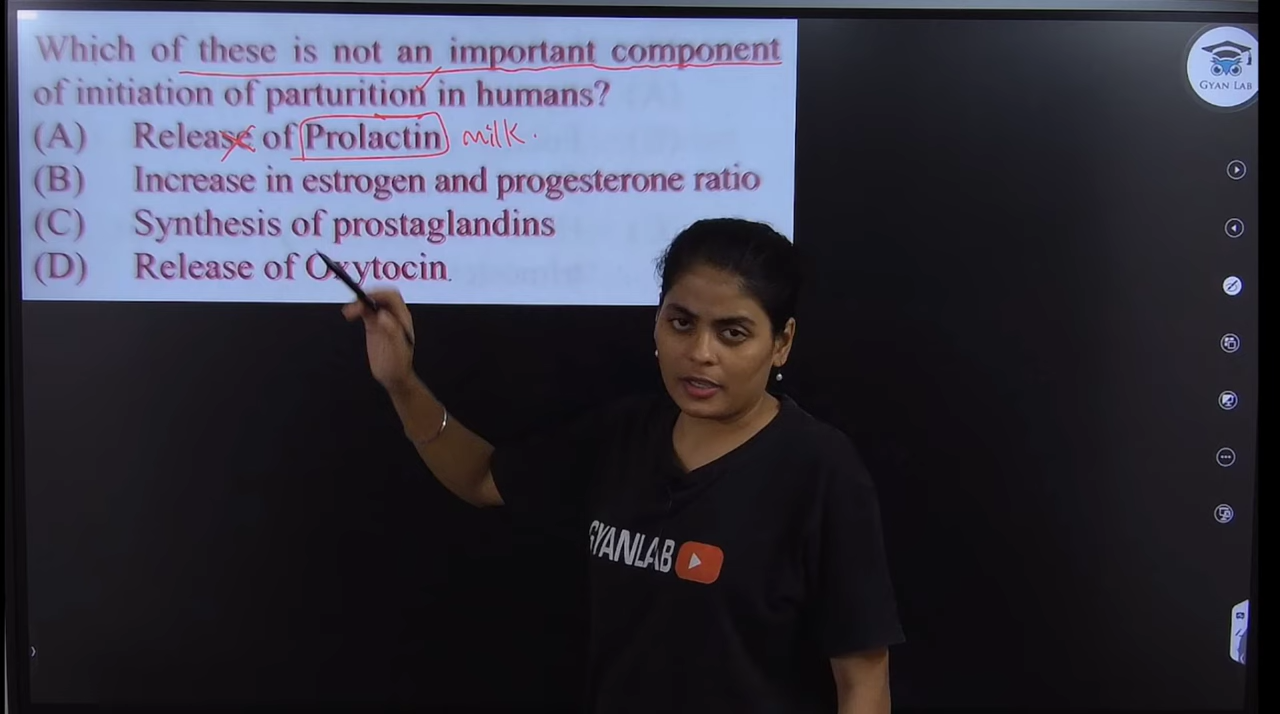 Which of these is not an important component
of initiation of parturition in humans?
(A) Release of Prolactin milk.
(B) Increase in estrogen and progesterone ratio
(C) Synthesis of prostaglandins
(D) Release of Oxytocin
GYAN LAB
GYANLAB